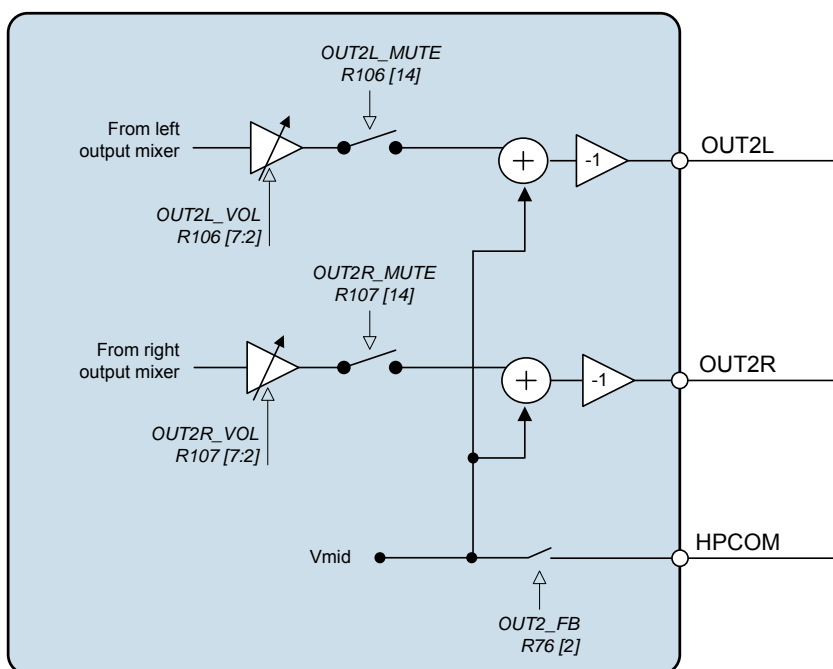 OUT2L_MUTE
R106 [14]
From left
output mixer
+
-1
OUT2L
OUT2L_VOL
R106 [7:2]
OUT2R_MUTE
R107 [14]
From right
output mixer
+
-1
OUT2R
OUT2R_VOL
R107 [7:2]
Vmid
HPCOM
OUT2_FB
R76 [2]